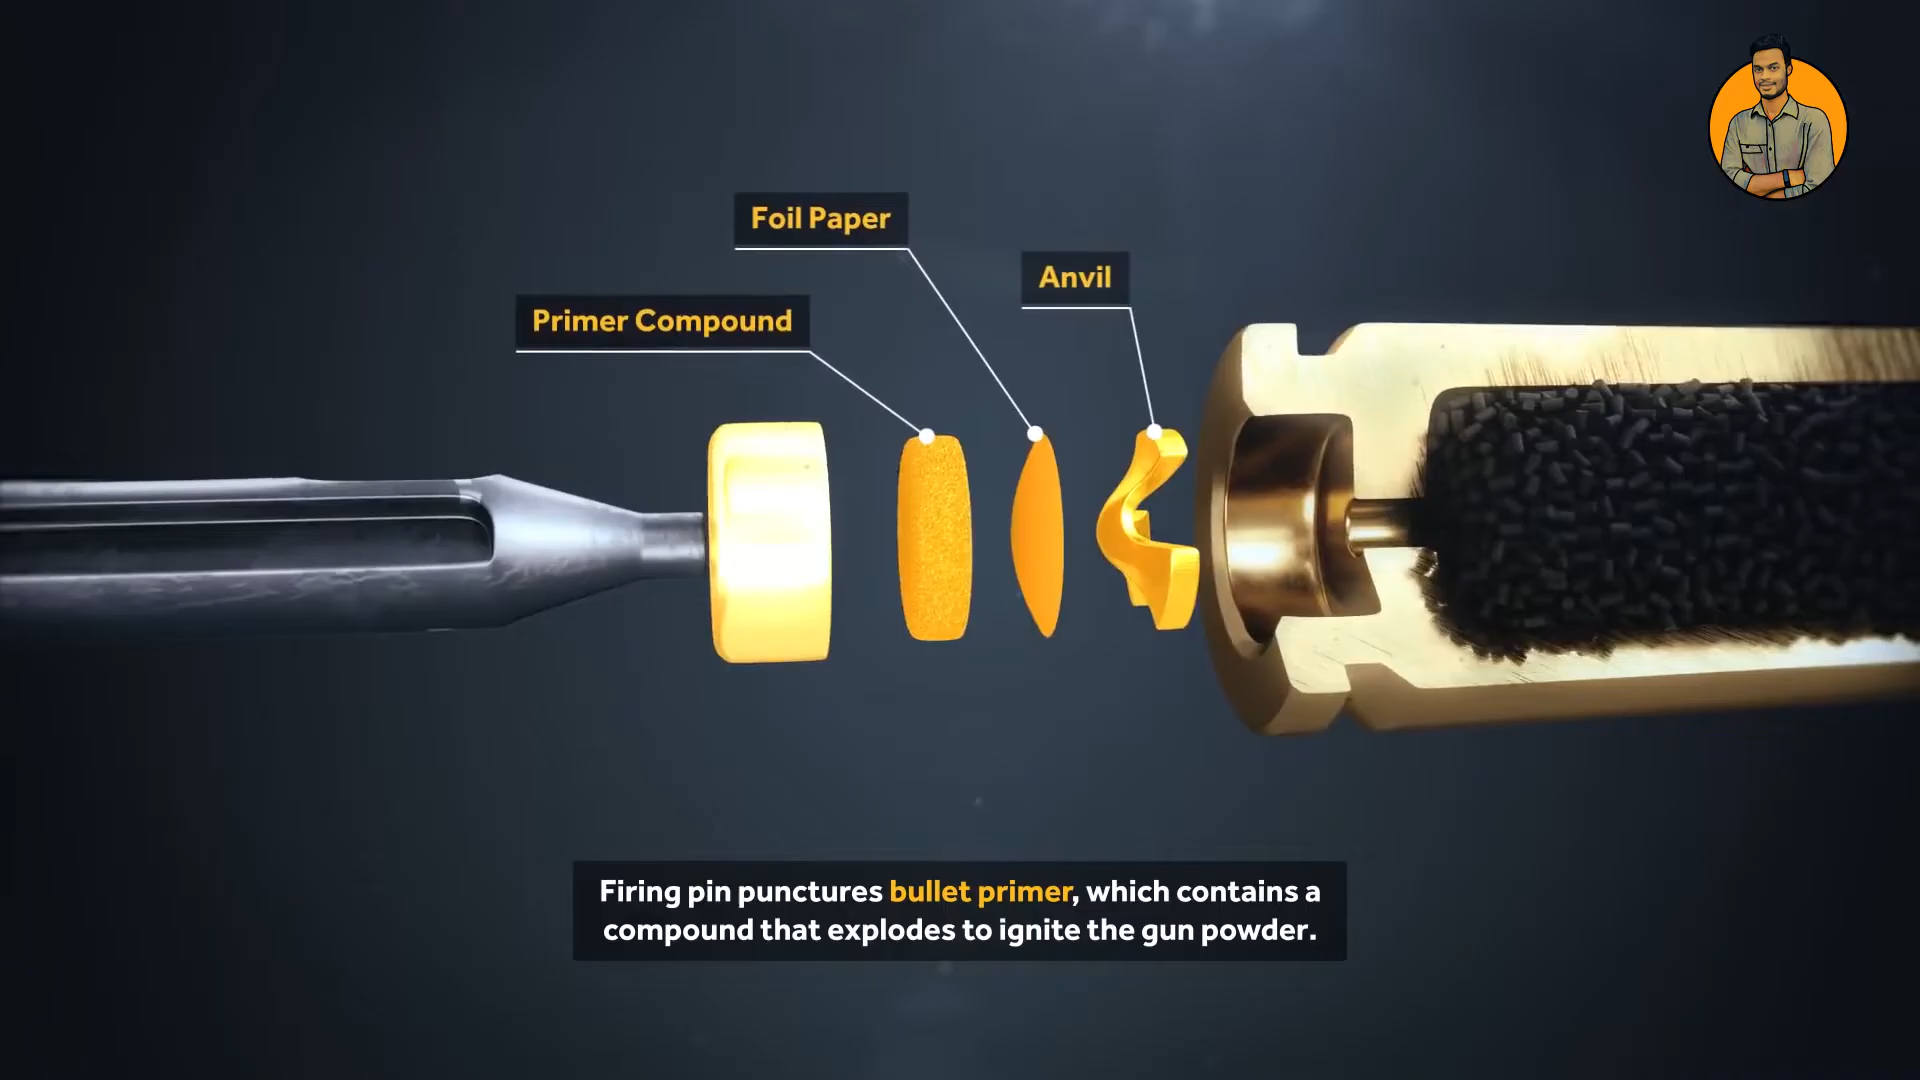 Foil Paper
Anvil
Primer Compound
Firing pin punctures bullet primer, which contains a
compound that explodes to ignite the gun powder.